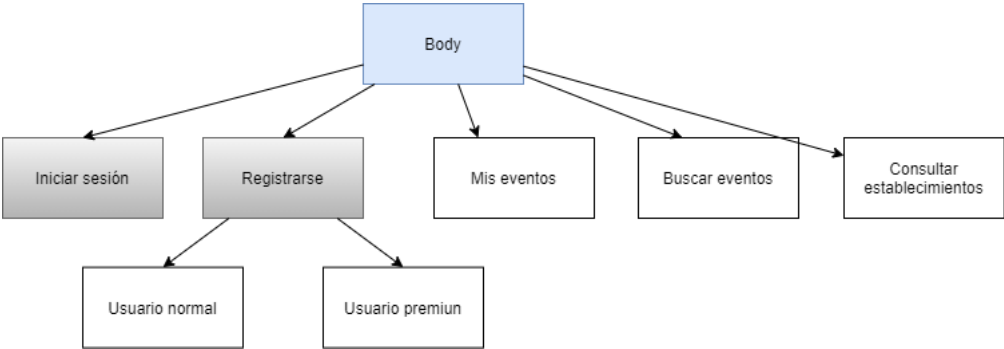 Body
Iniciar sesión
Registrarse
Mis eventos
Buscar eventos
Consultar
establecimientos
Usuario normal
Usuario premiun